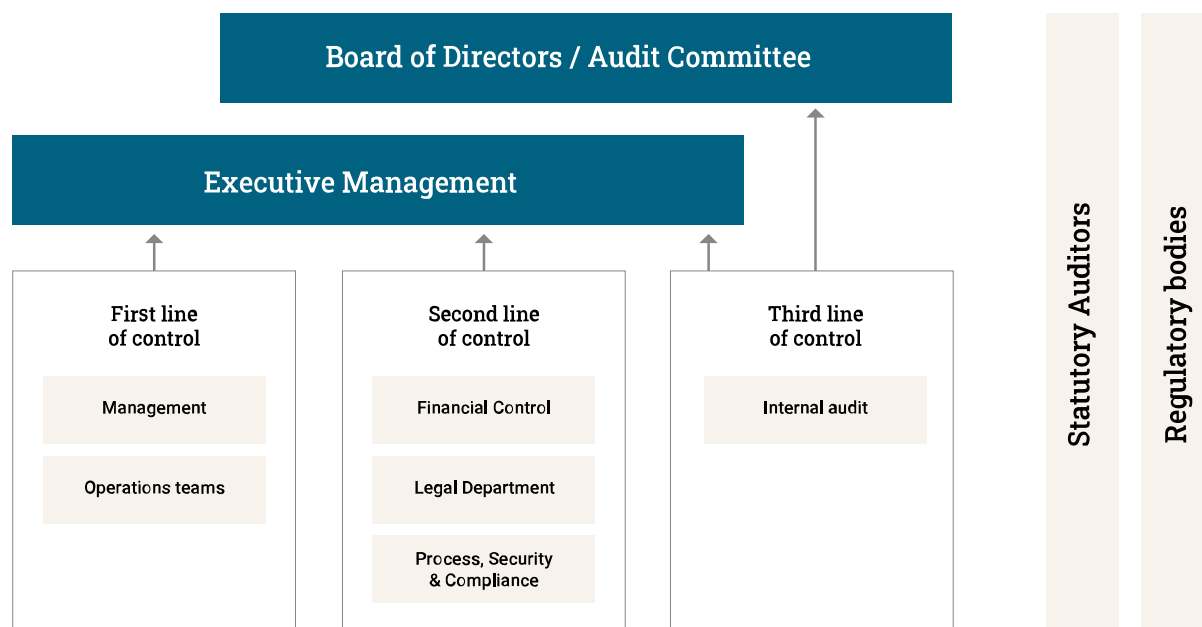 Board of Directors / Audit Committee
Executive Management
First line
of control
Management
Operations teams
Second line
of control
Financial Control
Legal Department
Process, Security
& Compliance
Third line
of control
Internal audit
Statutory Auditors
Regulatory bodies